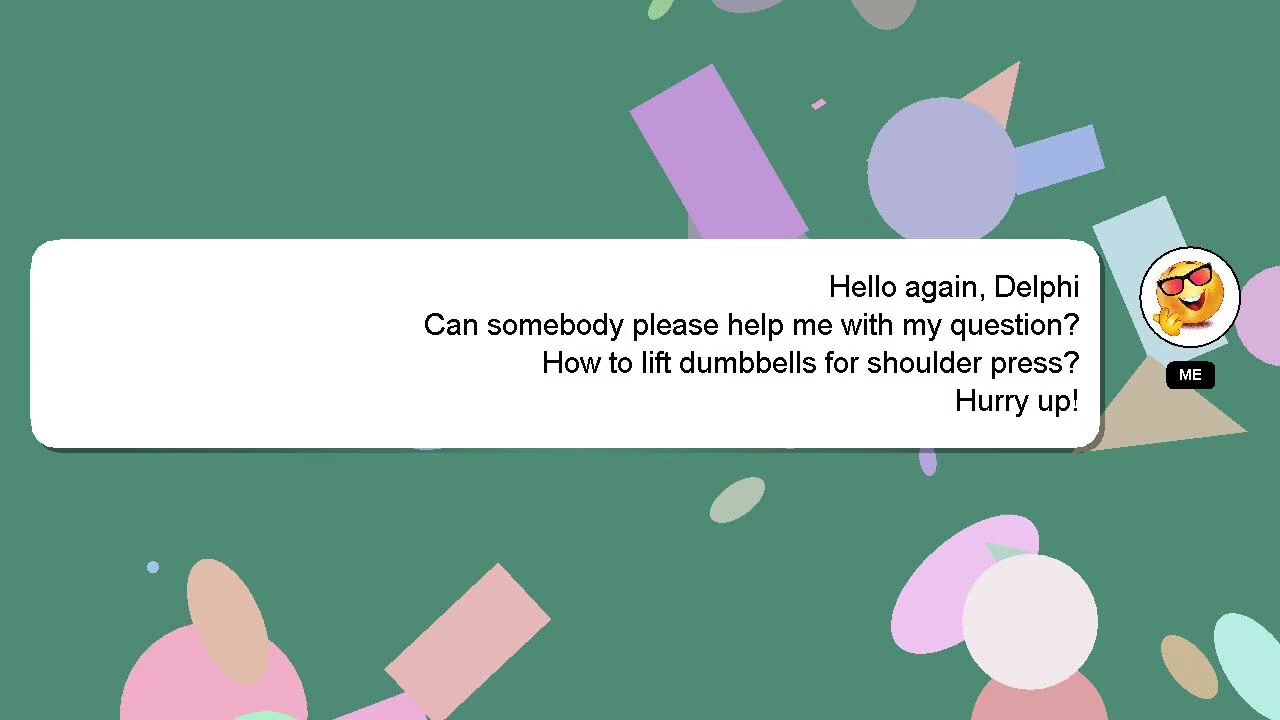 Hello again, Delphi
Can somebody please help me with my question?
How to lift dumbbells for shoulder press?
Hurry up!
ME